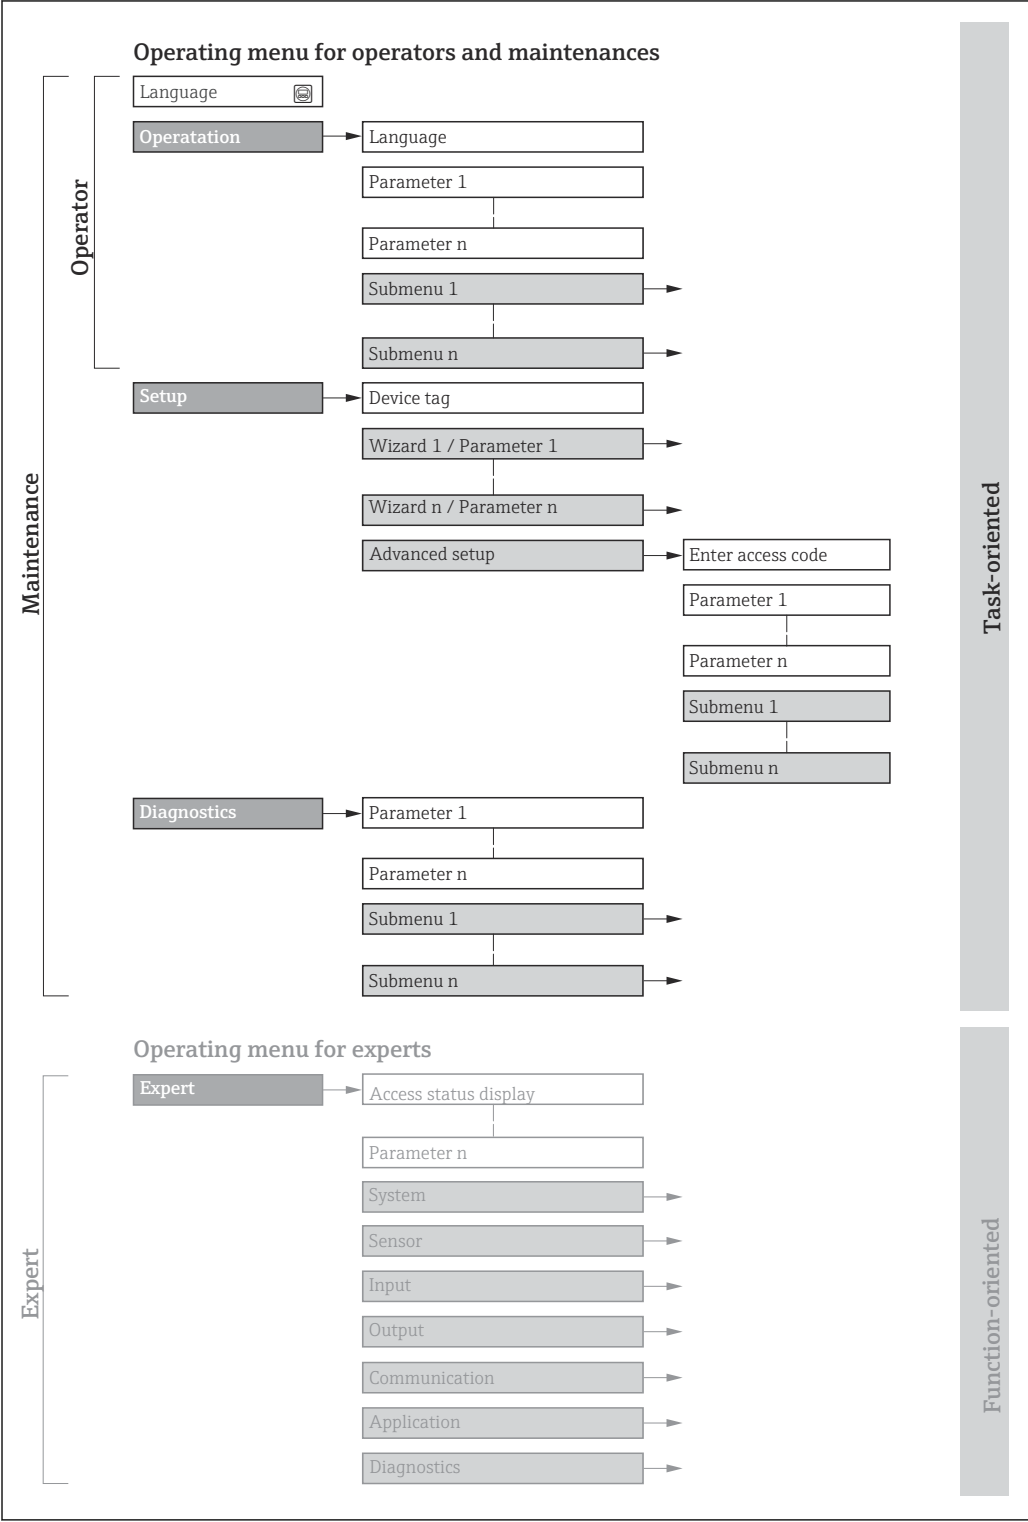 Operating menu for operators and maintenances
Language
Operatation
Language
Parameter 1
Parameter n
Submenu 1
Submenu n
Operator
Setup
Device tag
Wizard 1 / Parameter 1
Wizard n / Parameter n
Advanced setup
Enter access code
Parameter 1
Parameter n
Submenu 1
Submenu n
Maintenance
Task-oriented
Diagnostics
Parameter 1
Parameter n
Submenu 1
Submenu n
Operating menu for experts
Expert
Access status display
Parameter n
System
Sensor
Input
Output
Communication
Application
Diagnostics
Expert
Function-oriented